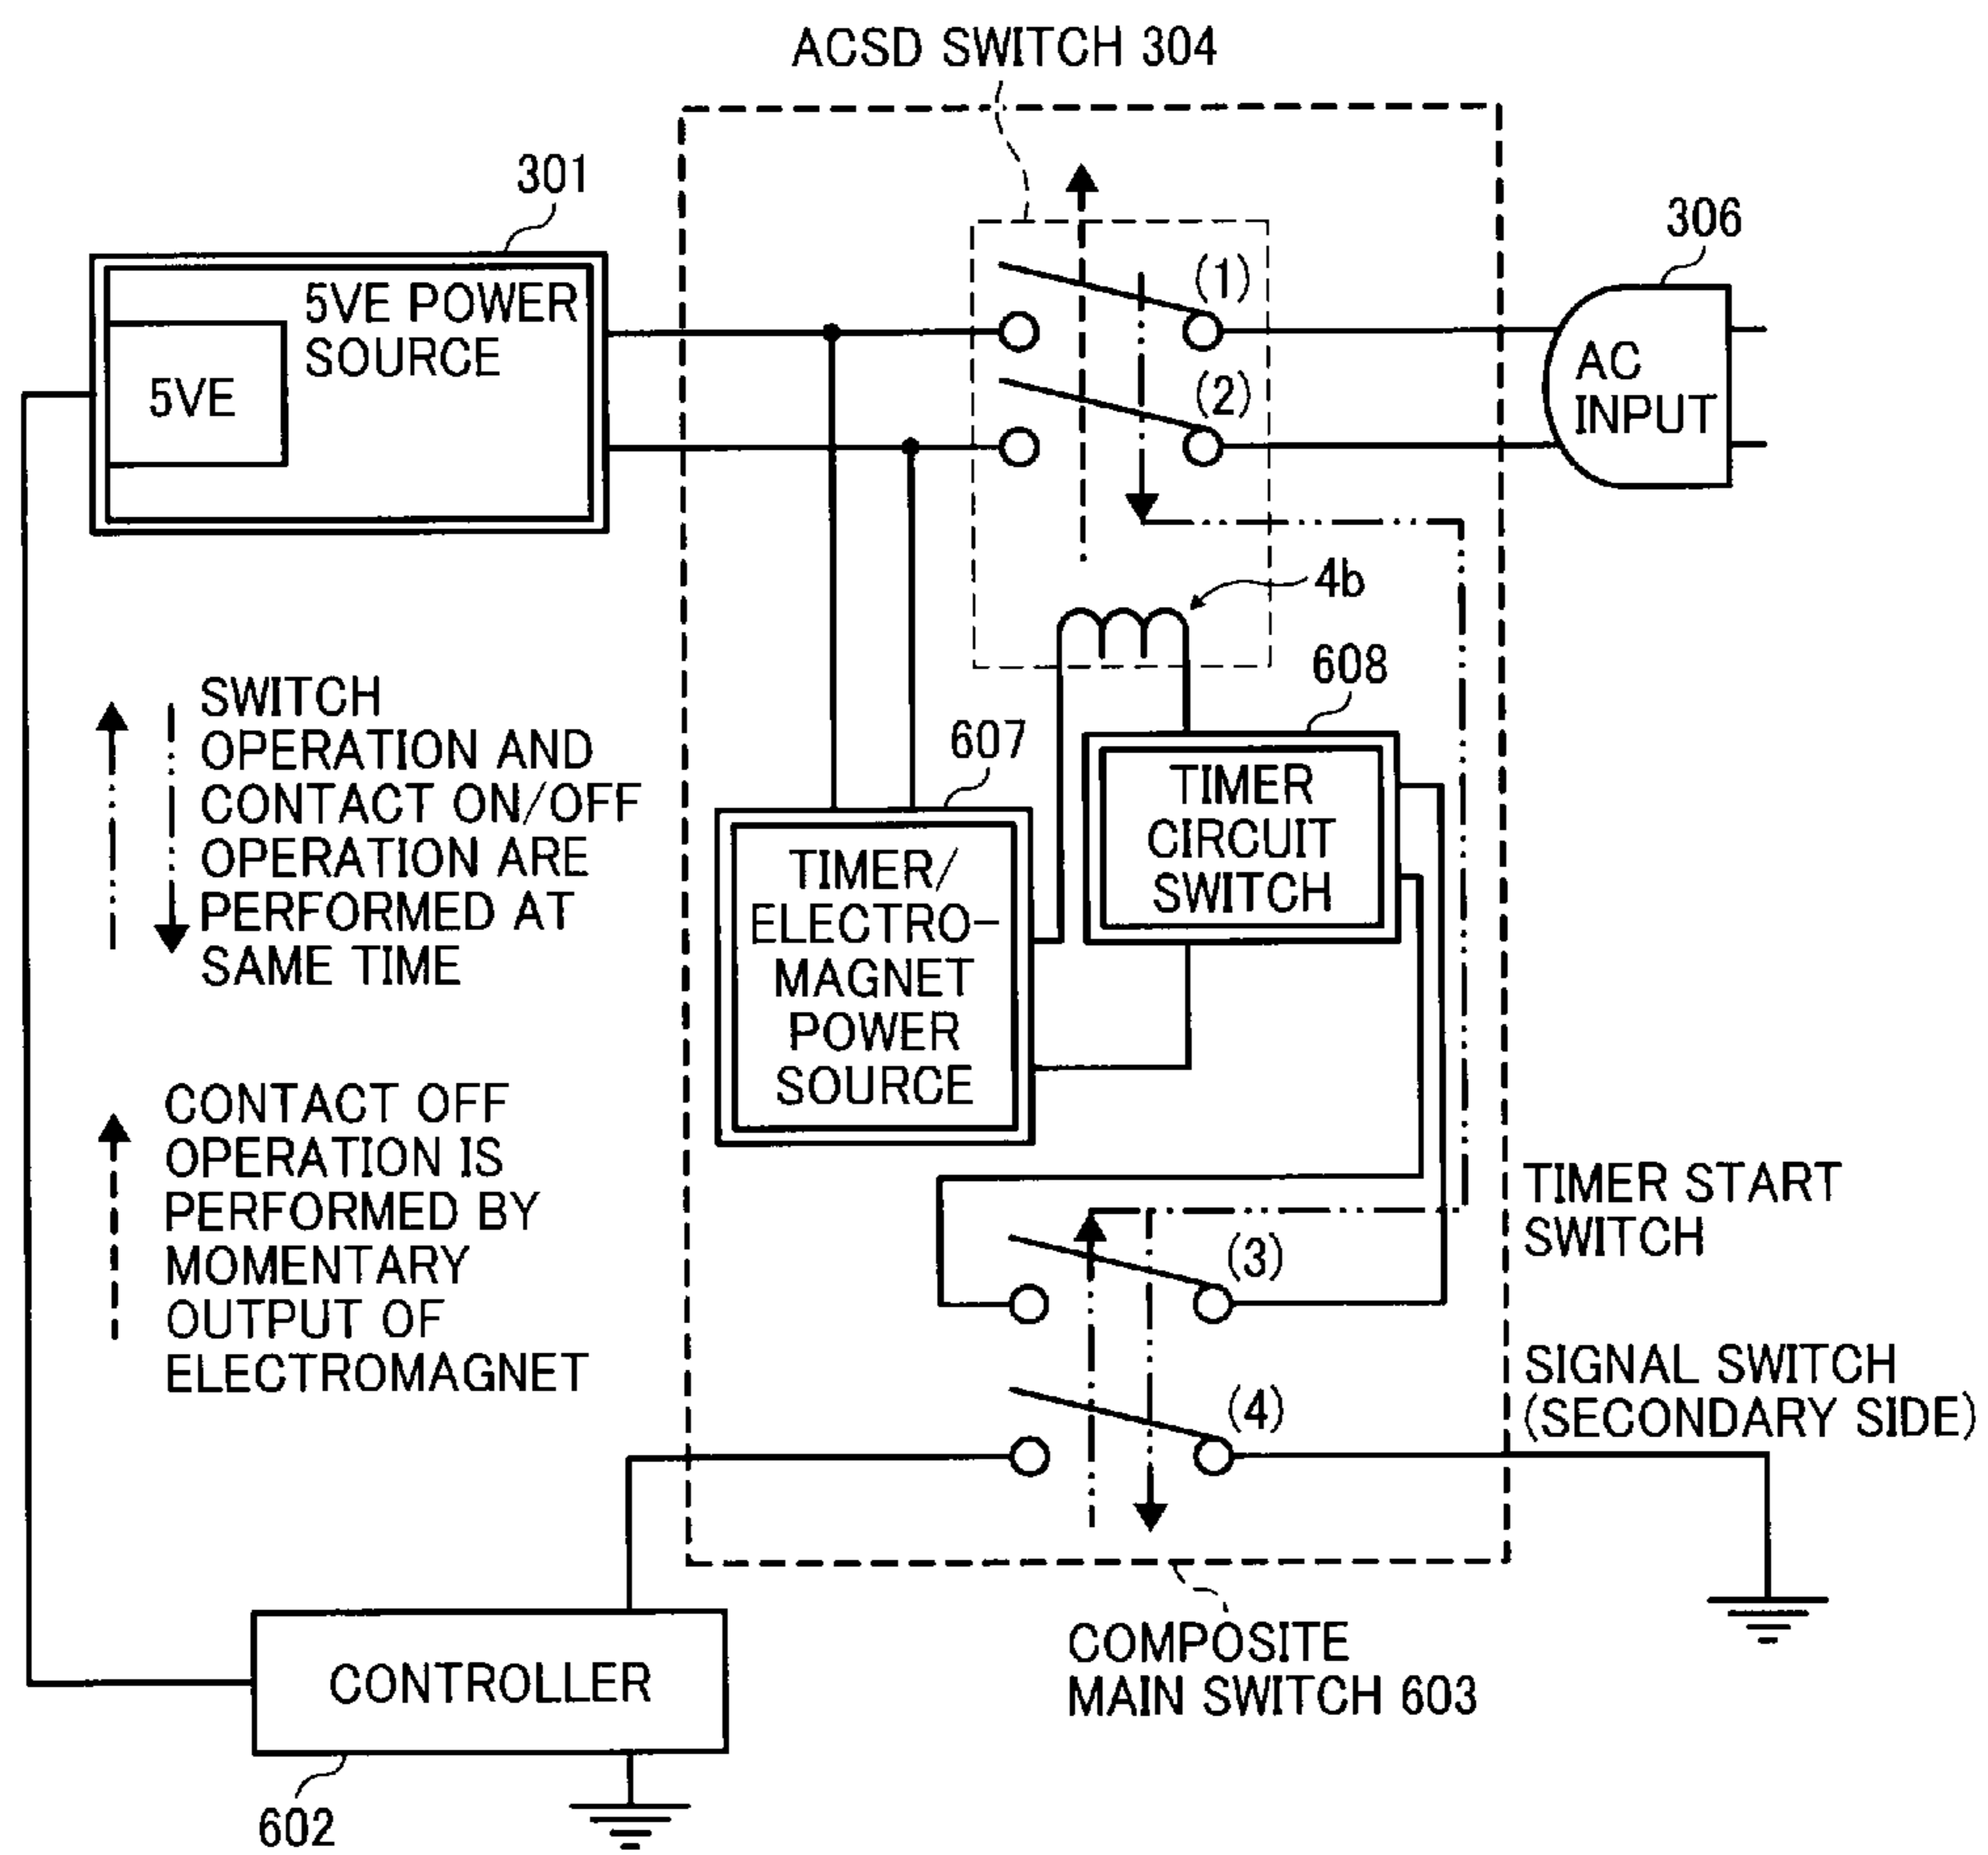 ACSD SWITCH 304
301
306
5VE POWER
SOURCE
5VE
(1)
(2)
AC
INPUT
4b
608
607
SWITCH
OPERATION AND
CONTACT ON/OFF
OPERATION ARE
PERFORMED AT
SAME TIME
TIMER
CIRCUIT
SWITCH
TIMER/
ELECTRO-
MAGNET
POWER
SOURCE
CONTACT OFF
OPERATION IS
PERFORMED BY
MOMENTARY
OUTPUT OF
ELECTROMAGNET
TIMER START
SWITCH
(3)
SIGNAL SWITCH
(SECONDARY SIDE)
(4)
COMPOSITE
MAIN SWITCH 603
CONTROLLER
602